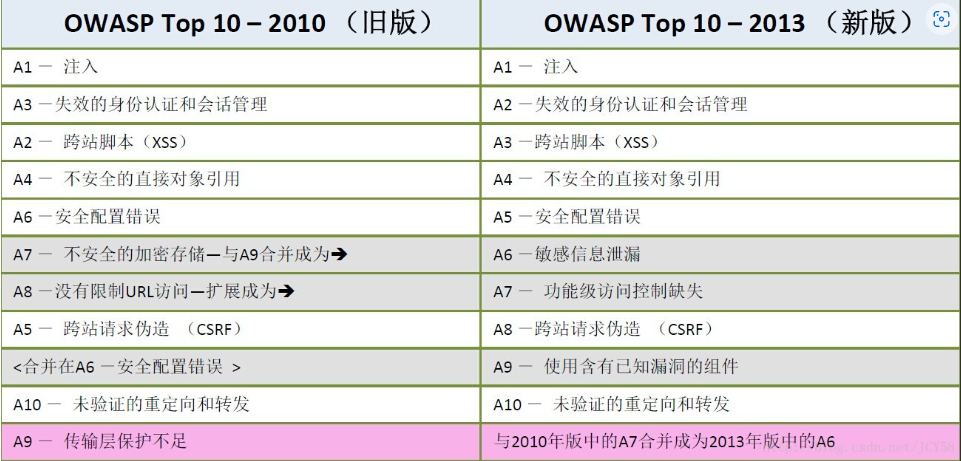 OWASP Top 10 – 2010 （旧版）	OWASP Top 10 – 2013 （新版）
A1 － 注入	A1 － 注入
A3 －失效的身份认证和会话管理	A2 －失效的身份认证和会话管理
A2 － 跨站脚本（XSS）	A3 －跨站脚本（XSS）
A4 － 不安全的直接对象引用	A4 － 不安全的直接对象引用
A6 －安全配置错误	A5 －安全配置错误
A7 － 不安全的加密存储—与A9合并成为➔	A6 －敏感信息泄漏
A8 －没有限制URL访问—扩展成为➔	A7 － 功能级访问控制缺失
A5 － 跨站请求伪造 （CSRF）	A8 －跨站请求伪造 （CSRF）
<合并在A6 －安全配置错误 >	A9 － 使用含有已知漏洞的组件
A10 － 未验证的重定向和转发	A10 － 未验证的重定向和转发
A9 － 传输层保护不足	与2010年版中的A7合并成为2013年版中的A6